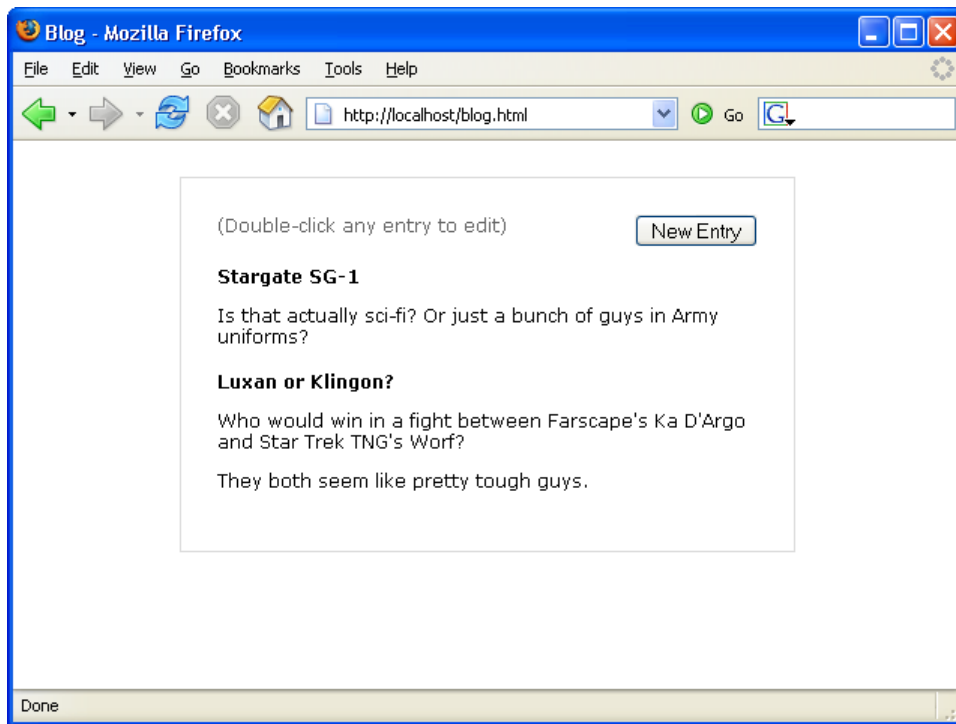 Blog - Mozilla Firefox
File Edit View Go Bookmarks Tools Help
http://localhost/blog.html Go G
(Double-click any entry to edit) New Entry
Stargate SG-1
Is that actually sci-fi? Or just a bunch of guys in Army
uniforms?
Luxan or Klingon?
Who would win in a fight between Farscape's Ka D'Argo
and Star Trek TNG's Worf?
They both seem like pretty tough guys.
Done